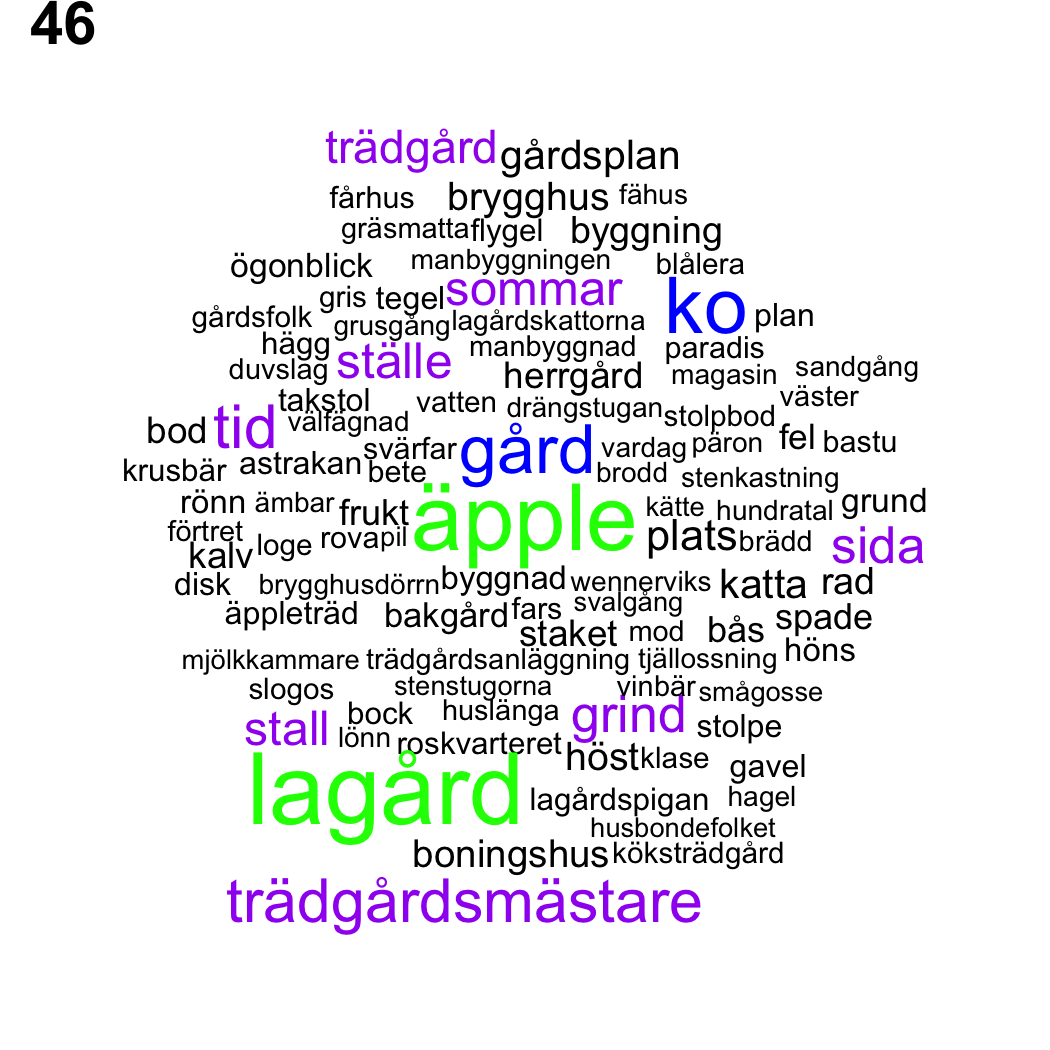 46
trädgård gårdsplan
fårhus brygghus fähus
gräsmatta flygel byggning
ögonblick manbyggningen blålera
gris tegel sommar ko plan
gårdsfolk grusgång lagårdskattorna
hägg ställe manbyggnad paradis
duvslag herrgård magasin sandgång
takstol vatten drängstugan stolpbod väster
bod tid välfägnad
svärfar gård vardag päron fel bastu
krusbär astrakan bete brodd stenkastning
rönn ämbar frukt äpple kätte hundratal grund
förtret loge rovapil plats brädd sida
kalv
disk brygghusdörrn byggnad wennerviks katta rad
äppleträd bakgård fars svalgång spade
staket mod bås höns
mjölkkammare trädgårdsanläggning tjällossning
slogos stenstugorna vinbär smågosse
stall bock huslänga grind stolpe
lönn roskvarteret höst klase gavel
lagård lagårdspigan hagel
husbondefolket
boningshus köksträdgård
trädgårdsmästare